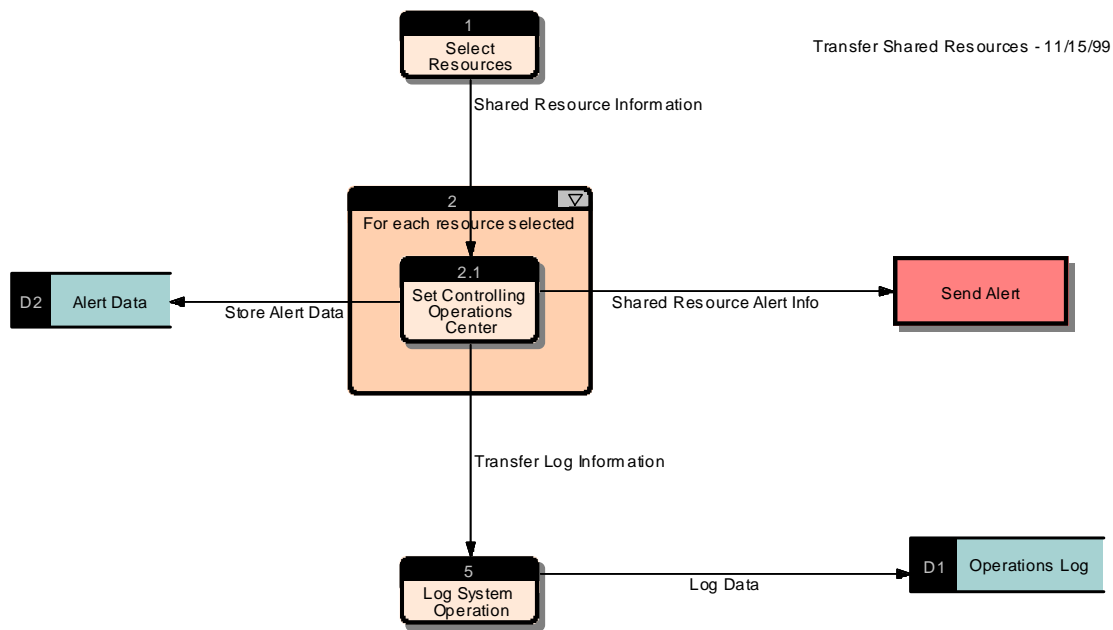 1
Select
Resources
Transfer Shared Resources - 11/15/99
Shared Resource Information
2
For each resource selected
2.1
Set Controlling
Operations
Center
D2
Alert Data
Store Alert Data
Shared Resource Alert Info
Send Alert
Transfer Log Information
5
Log System
Operation
Log Data
D1
Operations Log